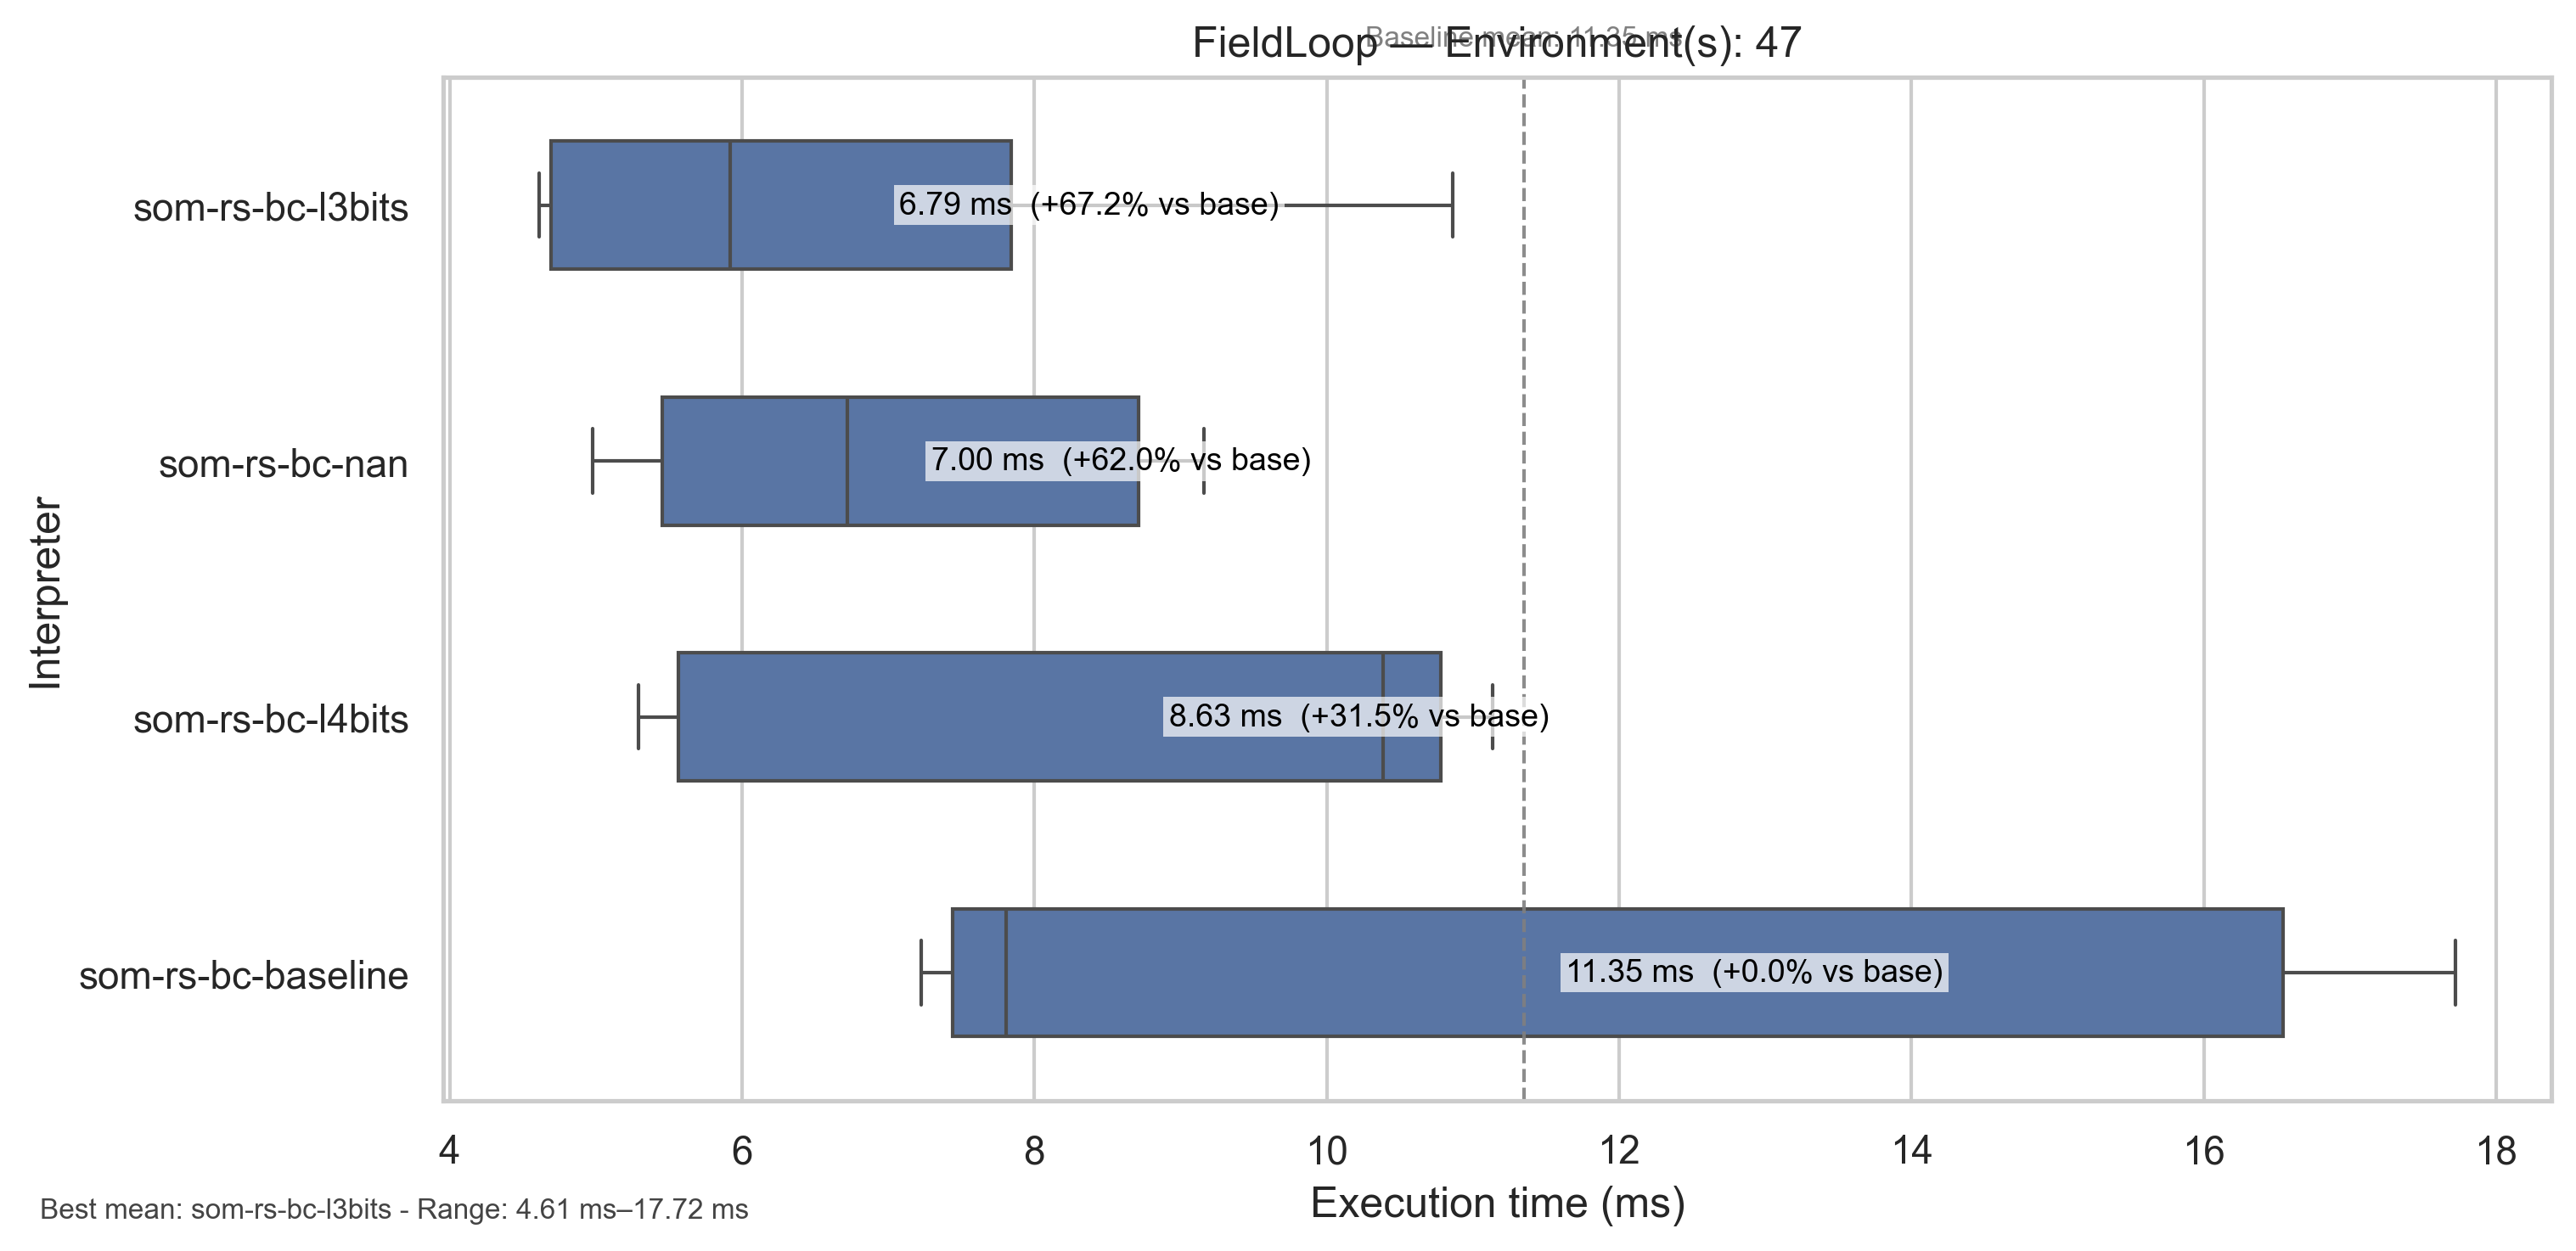 Baseline mean: 11.35 ms
FieldLoop — Environment(s): 47
som-rs-bc-l3bits
6.79 ms  (+67.2% vs base)
som-rs-bc-nan
7.00 ms  (+62.0% vs base)
som-rs-bc-l4bits
8.63 ms  (+31.5% vs base)
som-rs-bc-baseline
11.35 ms  (+0.0% vs base)
Interpreter
4 6 8 10 12 14 16 18
Execution time (ms)
Best mean: som-rs-bc-l3bits - Range: 4.61 ms–17.72 ms